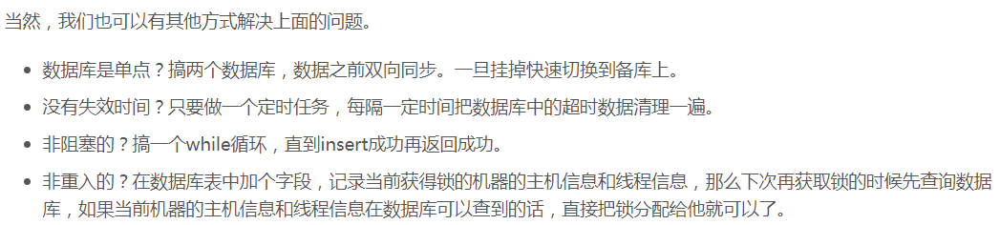 当然，我们也可以有其他方式解决上面的问题。
• 数据库是单点？搞两个数据库，数据之前双向同步。一旦挂掉快速切换到备库上。
• 没有失效时间？只要做一个定时任务，每隔一定时间把数据库中的超时数据清理一遍。
• 非阻塞的？搞一个while循环，直到insert成功再返回成功。
• 非重入的？在数据库表中加个字段，记录当前获得锁的机器的主机信息和线程信息，那么下次再获取锁的时候先查询数据
库，如果当前机器的主机信息和线程信息在数据库可以查到的话，直接把锁分配给他就可以了。